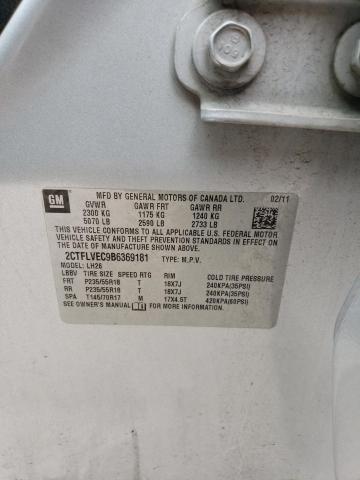 109
GM
MFD BY GENERAL MOTORS OF CANADA LTD. 02/11
GVWR GAWR FRT GAWR RR
2300 KG 1175 KG 1240 KG
5070 LB 2590 LB 2733 LB
THIS VEHICLE CONFORMS TO ALL APPLICABLE U.S. FEDERAL MOTOR
VEHICLE SAFETY AND THEFT PREVENTION STANDARDS IN EFFECT ON
THE DATE OF MANUFACTURE SHOWN ABOVE.
2CTFLVEC9B6369181 TYPE: M.P.V.
MODEL: LH26
LBBV TIRE SIZE SPEED RTG RIM COLD TIRE PRESSURE
FRT P235/55R18 T 18X7J 240KPA(35PSI)
RR P235/55R18 T 18X7J 240KPA(35PSI)
SPA T145/70R17 M 17X4.5T 420KPA(60PSI)
SEE OWNER'S MANUAL FOR MORE INFORMATION.